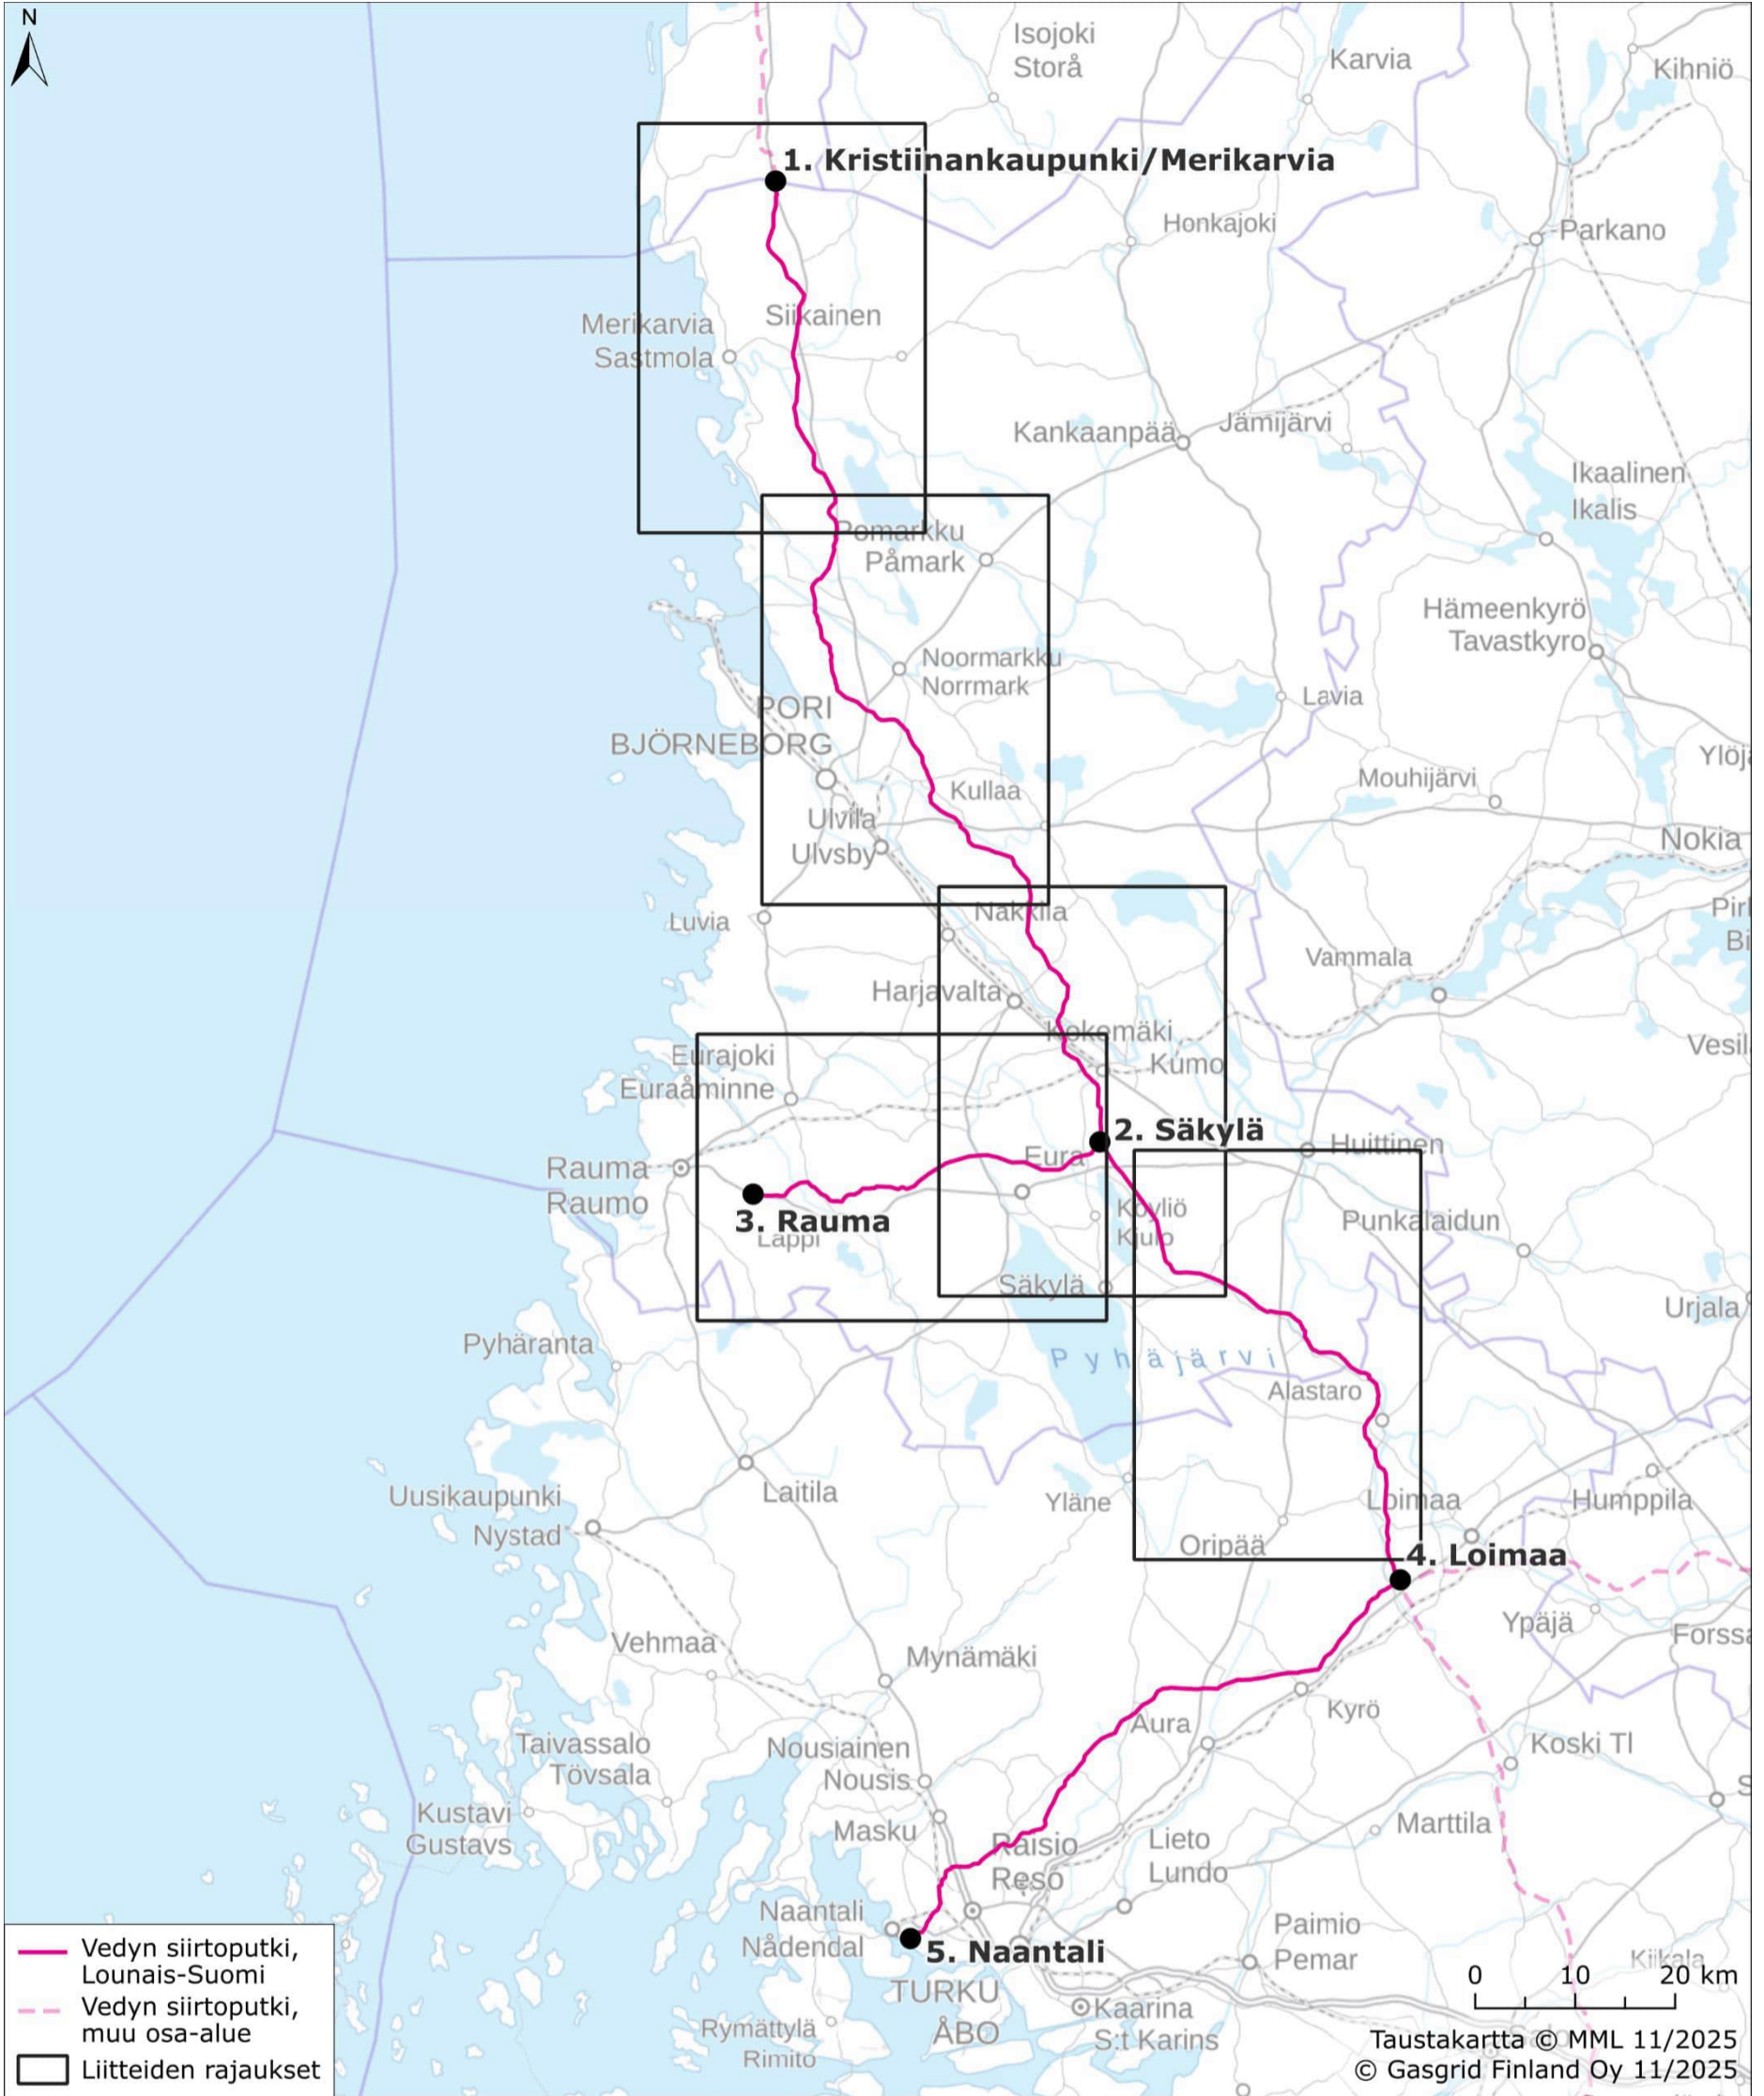 N
Isojoki
Storå
Karvia
Kihniö
1. Kristiinankaupunki/Merikarvia
Honkajoki
Parkano
Merikarvia
Sastmola
Siikainen
Kankaanpää
Jämijärvi
Ikaalinen
Ikalis
Pomarkku
Påmark
Hämeenkyrö
Tavastkyro
Noormarkku
Norrmark
Lavia
PORI
BJÖRNEBORG
Ylöj
Kullaa
Mouhijärvi
Ulvila
Ulvsby
Nokia
Luvia
Nakkila
Pirl
Bi
Vammala
Harjavalta
Kokemäki
Kumo
Vesil
Eurajoki
Euraåminne
2. Säkylä
Huittinen
Eura
Rauma
Raumo
3. Rauma
Lappi
Köyliö
Kjulo
Punkalaidun
Säkylä
Urjala
Pyhäranta
Pyhäjärvi
Alastaro
Laitila
Uusikaupunki
Nystad
Yläne
Loimaa
Humppila
Oripää
4. Loimaa
Ypäjä
Forssa
Vehmaa
Mynämäki
Kyrö
Aura
Koski Tl
Taivassalo
Tövsala
Nousiainen
Nousis
S
Kustavi
Gustavs
Masku
Marttila
Raisio
Reso
Lieto
Lundo
Naantali
Nådendal
5. Naantali
Paimio
Pemar
Kiikala
TURKU
ÅBO
Kaarina
S:t Karins
Rymättylä
Rimito
Vedyn siirtoputki,
Lounais-Suomi
Vedyn siirtoputki,
muu osa-alue
Liitteiden rajaukset
0 10 20 km
Taustakartta © MML 11/2025
© Gasgrid Finland Oy 11/2025